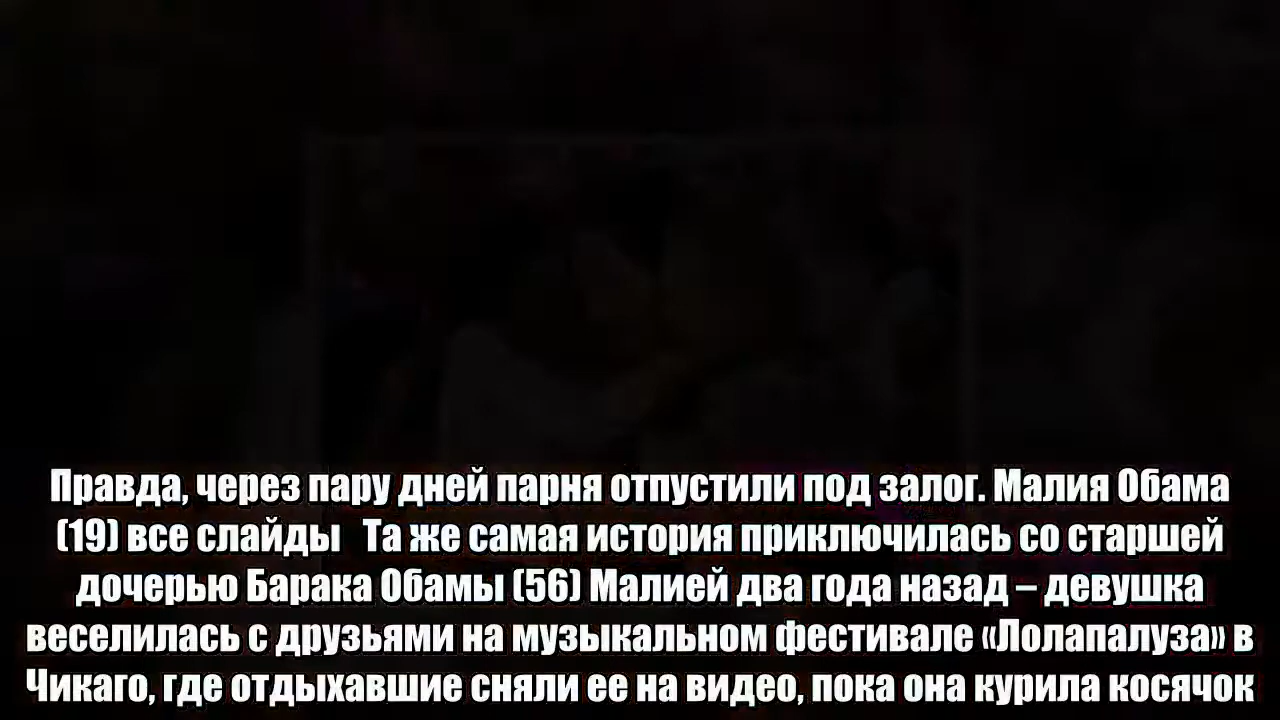 Правда, через пару дней парня отпустили под залог. Малия Обама
(19) все слайды Та же самая история приключилась со старшей
дочерью Барака Обамы (56) Малией два года назад – девушка
веселилась с друзьями на музыкальном фестивале «Лолапалуза» в
Чикаго, где отдыхавшие сняли ее на видео, пока она курила косячок